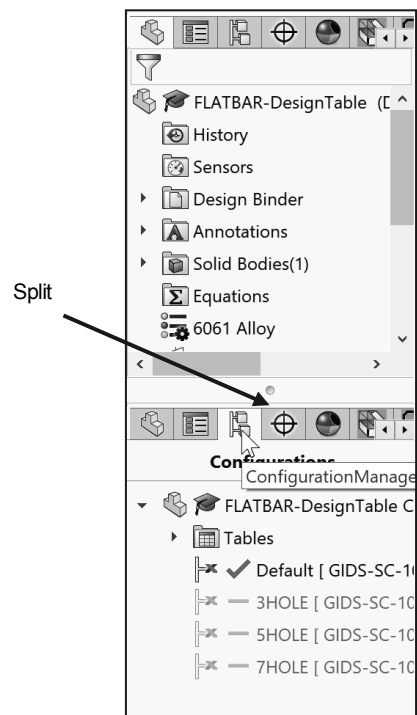 FLATBAR-DesignTable (D
History
Sensors
Design Binder
Annotations
Solid Bodies(1)
Equations
6061 Alloy
Split
Configurations
ConfigurationManage
FLATBAR-DesignTable C
Tables
Default [ GIDS-SC-10
3HOLE [ GIDS-SC-10
5HOLE [ GIDS-SC-10
7HOLE [ GIDS-SC-10